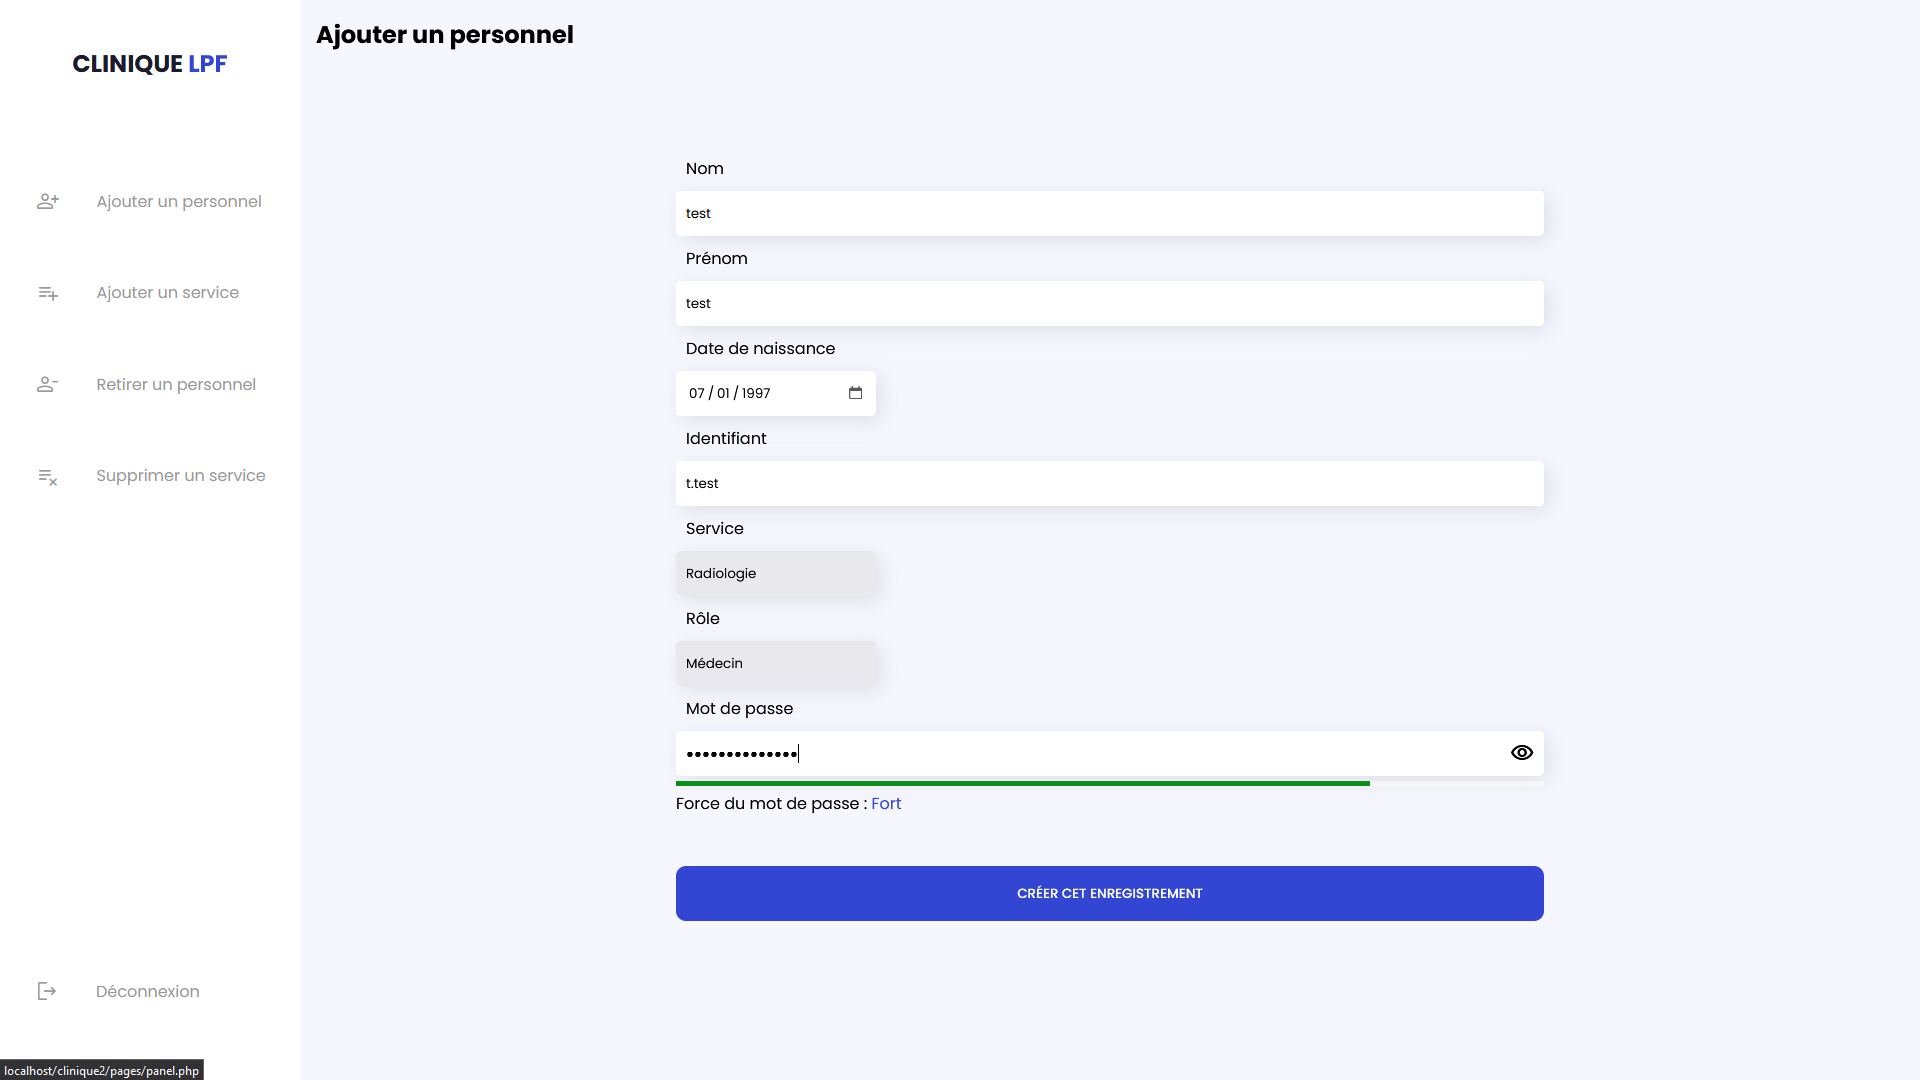 CLINIQUE LPF
Ajouter un personnel
Ajouter un service
Retirer un personnel
Supprimer un service
Déconnexion
Ajouter un personnel
Nom
test
Prénom
test
Date de naissance
07 / 01 / 1997
Identifiant
t.test
Service
Radiologie
Rôle
Médecin
Mot de passe
••••••••••••••
Force du mot de passe : Fort
CRÉER CET ENREGISTREMENT
localhost/clinique2/pages/panel.php